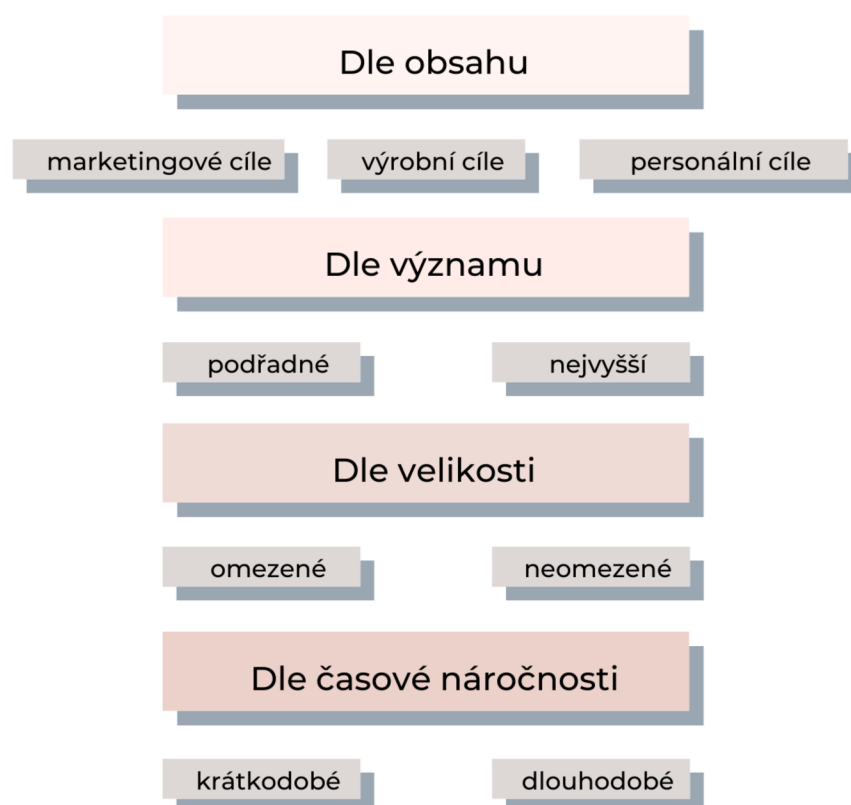 Dle obsahu
marketingové cíle
výrobní cíle
personální cíle
Dle významu
podřadné
nejvyšší
Dle velikosti
omezené
neomezené
Dle časové náročnosti
krátkodobé
dlouhodobé